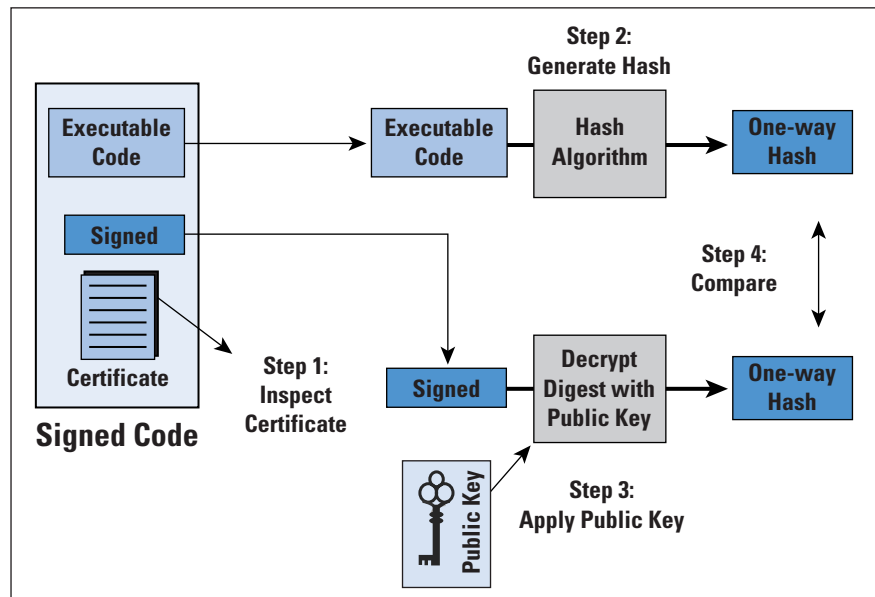 Step 2:
Generate Hash
Executable
Code
Executable
Code
Hash
Algorithm
One-way
Hash
Signed
Step 4:
Compare
Certificate
Signed Code
Step 1:
Inspect
Certificate
Signed
Decrypt
Digest with
Public Key
One-way
Hash
Public Key
Step 3:
Apply Public Key